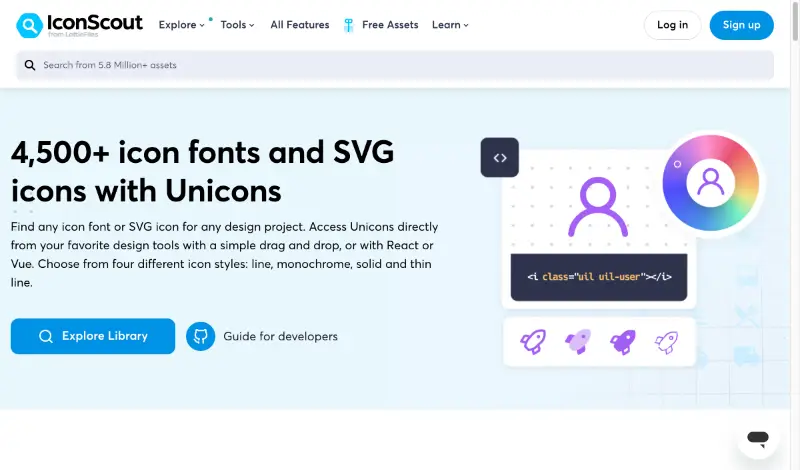 IconScout
from LottieFiles
Explore
Tools
All Features
Free Assets
Learn
Log in
Sign up
Search from 5.8 Million+ assets
4,500+ icon fonts and SVG
icons with Unicons
Find any icon font or SVG icon for any design project. Access Unicons directly
from your favorite design tools with a simple drag and drop, or with React or
Vue. Choose from four different icon styles: line, monochrome, solid and thin
line.
<i class="uil uil-user"></i>
Explore Library
Guide for developers